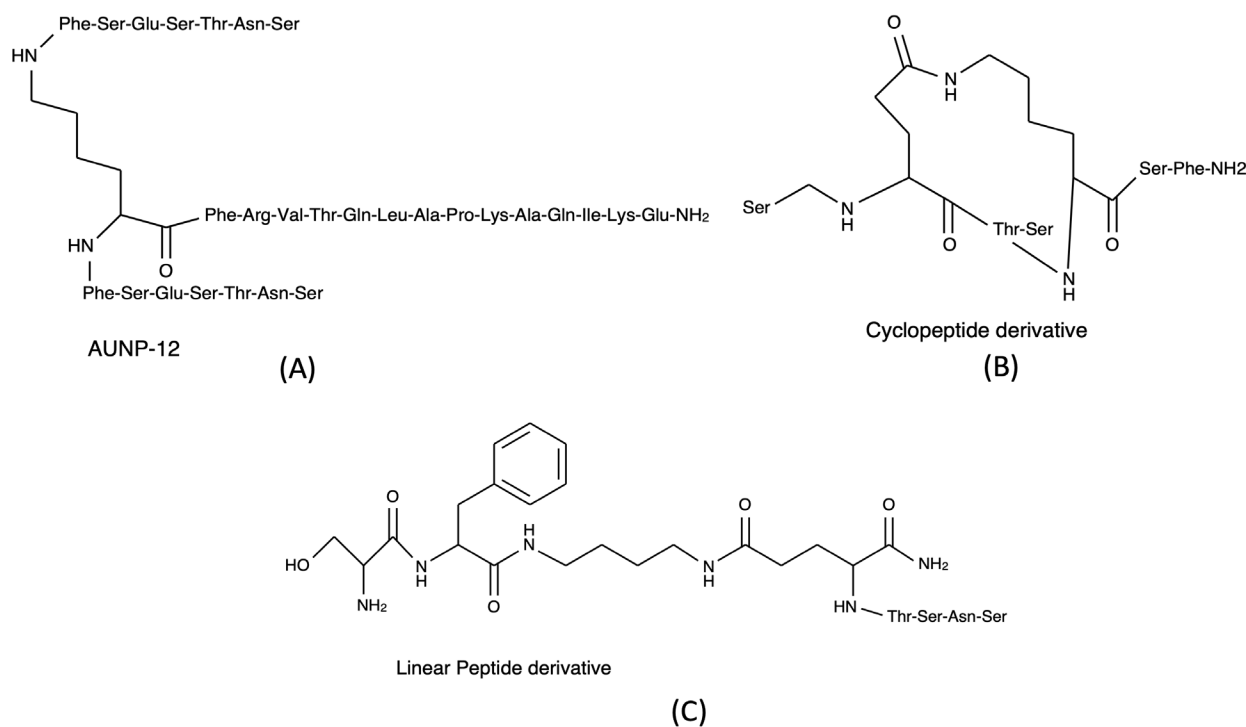 Phe-Ser-Glu-Ser-Thr-Asn-Ser
HN
Phe-Arg-Val-Thr-Gln-Leu-Ala-Pro-Lys-Ala-Gln-Ile-Lys-Glu-NH2
HN
O
Phe-Ser-Glu-Ser-Thr-Asn-Ser
AUNP-12
(A)
O
N
H
Ser-Phe-NH2
Ser
N
H
O
Thr-Ser
O
N
H
Cyclopeptide derivative
(B)
O
O
O
H
N
HO
N
H
N
H
NH2
NH2
O
HN
Thr-Ser-Asn-Ser
Linear Peptide derivative
(C)